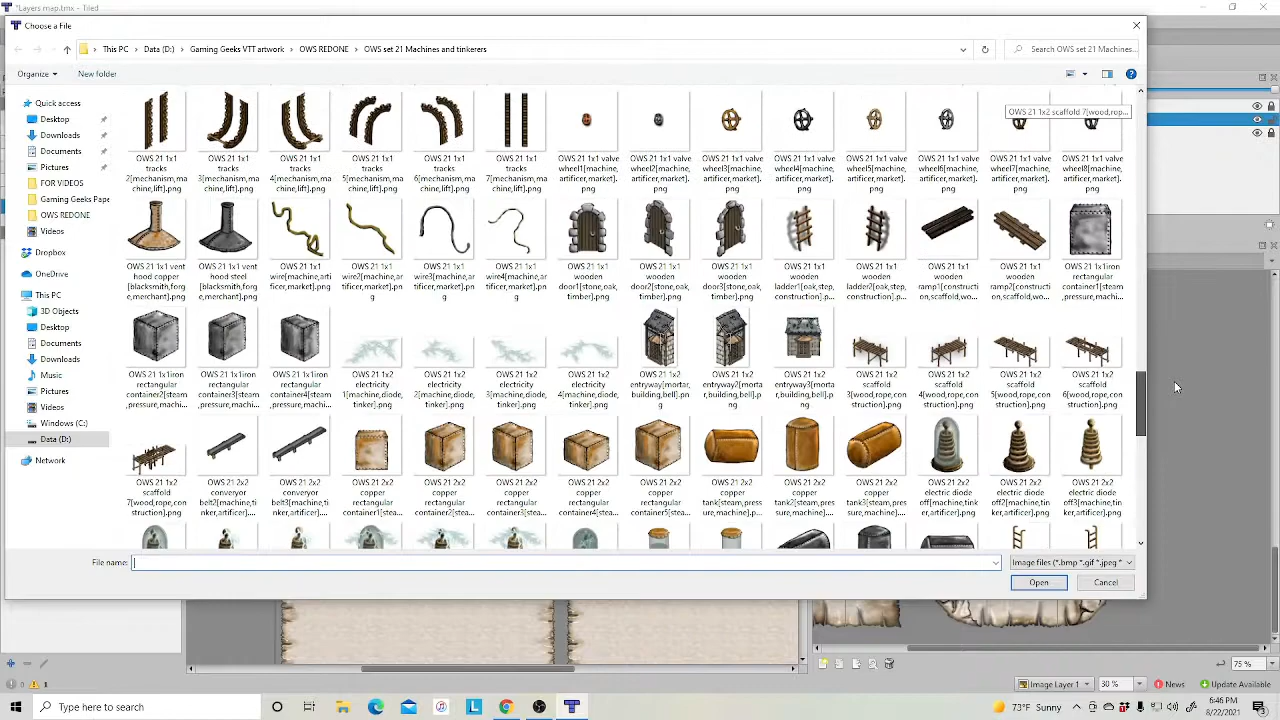 *Layers map.tmx - Tiled
Choose a File
This PC > Data (D:) > Gaming Geeks VTT artwork > OWS REDONE > OWS set 21 Machines and tinkerers
Search OWS set 21 Machines...
Organize
New folder
Quick access
Desktop
Downloads
Documents
Pictures
FOR VIDEOS
Gaming Geeks Pape
OWS REDONE
Videos
Dropbox
OneDrive
This PC
3D Objects
Desktop
Documents
Downloads
Music
Pictures
Videos
Windows (C:)
Data (D:)
Network
OWS 21 1x2 scaffold 7[wood,rop...
OWS 21 1x1 tracks 2[mechanism,machine,lift].png
OWS 21 1x1 tracks 3[mechanism,machine,lift].png
OWS 21 1x1 tracks 4[mechanism,machine,lift].png
OWS 21 1x1 tracks 5[mechanism,machine,lift].png
OWS 21 1x1 tracks 6[mechanism,machine,lift].png
OWS 21 1x1 tracks 7[mechanism,machine,lift].png
OWS 21 1x1 valve wheel1[machine,artificer,market].png
OWS 21 1x1 valve wheel2[machine,artificer,market].png
OWS 21 1x1 valve wheel3[machine,artificer,market].png
OWS 21 1x1 valve wheel4[machine,artificer,market].png
OWS 21 1x1 valve wheel5[machine,artificer,market].png
OWS 21 1x1 valve wheel6[machine,artificer,market].png
OWS 21 1x1 valve wheel7[machine,artificer,market].png
OWS 21 1x1 valve wheel8[machine,artificer,market].png
OWS 21 1x1 vent hood copper [blacksmith,forge,merchant].png
OWS 21 1x1 vent hood steel [blacksmith,forge,merchant].png
OWS 21 1x1 wire[machine,artificer,market].png
OWS 21 1x1 wire2[machine,artificer,market].png
OWS 21 1x1 wire3[machine,artificer,market].png
OWS 21 1x1 wire4[machine,artificer,market].png
OWS 21 1x1 wooden door1[stone,oak,timber].png
OWS 21 1x1 wooden door2[stone,oak,timber].png
OWS 21 1x1 wooden door3[stone,oak,timber].png
OWS 21 1x1 wooden ladder1[oak,step,construction].png
OWS 21 1x1 wooden ladder2[oak,step,construction].png
OWS 21 1x1 wooden ramp1[construction,scaffold,wo...
OWS 21 1x1 wooden ramp2[construction,scaffold,wo...
OWS 21 1x1iron rectangular container1[steam,pressure,machi...
OWS 21 1x1iron rectangular container2[steam,pressure,machi...
OWS 21 1x1iron rectangular container3[steam,pressure,machi...
OWS 21 1x1iron rectangular container4[steam,pressure,machi...
OWS 21 1x2 electricity 1[machine,diode,tinker].png
OWS 21 1x2 electricity 2[machine,diode,tinker].png
OWS 21 1x2 electricity 3[machine,diode,tinker].png
OWS 21 1x2 electricity 4[machine,diode,tinker].png
OWS 21 1x2 entryway[mortar,building,bell].png
OWS 21 1x2 entryway2[mortar,building,bell].png
OWS 21 1x2 entryway3[mortar,building,bell].png
OWS 21 1x2 scaffold 3[wood,rope,construction].png
OWS 21 1x2 scaffold 4[wood,rope,construction].png
OWS 21 1x2 scaffold 5[wood,rope,construction].png
OWS 21 1x2 scaffold 6[wood,rope,construction].png
OWS 21 1x2 scaffold 7[wood,rope,construction].png
OWS 21 2x2 conveyor belt2[machine,tinker,artificer].png
OWS 21 2x2 conveyor belt3[machine,tinker,artificer].png
OWS 21 2x2 copper rectangular container1[stea...
OWS 21 2x2 copper rectangular container2[steam...
OWS 21 2x2 copper rectangular container3[steam...
OWS 21 2x2 copper rectangular container4[stea...
OWS 21 2x2 copper rectangular container5[stea...
OWS 21 2x2 copper tank[steam,pressure,machine].png
OWS 21 2x2 copper tank2[steam,pressure,machine].png
OWS 21 2x2 copper tank3[steam,pressure,machine].png
OWS 21 2x2 electric diode off[machine,tinker,artificer].png
OWS 21 2x2 electric diode off2[machine,tinker,artificer].png
OWS 21 2x2 electric diode off3[machine,tinker,artificer].png
File name:
Image files (*.bmp *.gif *.jpeg *
Open
Cancel
75 %
0
1
Image Layer 1
30 %
News
Update Available
Type here to search
73°F Sunny
6:46 PM
8/22/2021